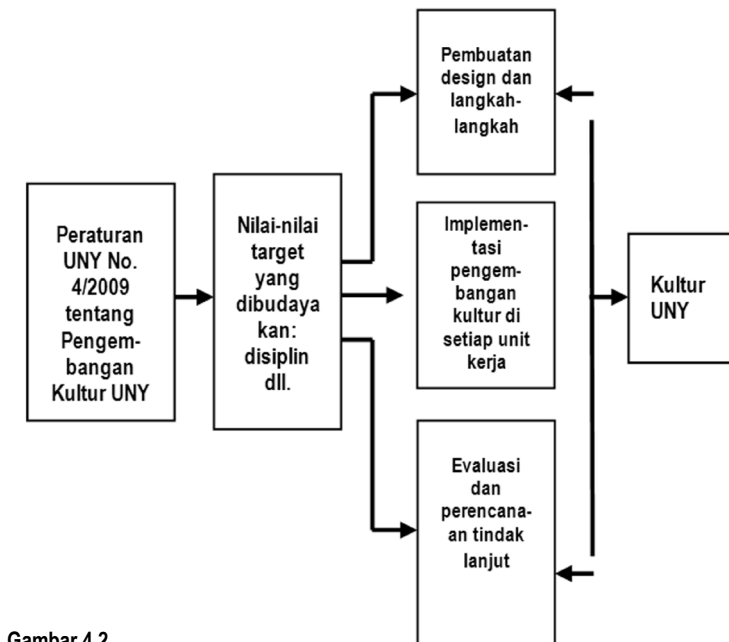 Peraturan
UNY No.
4/2009
tentang
Pengem-
bangan
Kultur UNY
Nilai-nilai
target
yang
dibudaya
kan:
disiplin
dll.
Pembuatan
design dan
langkah-
langkah
Implemen-
tasi
pengem-
bangan
kultur di
setiap unit
kerja
Evaluasi
dan
perencana-
an tindak
lanjut
Kultur
UNY
Gambar 4.2